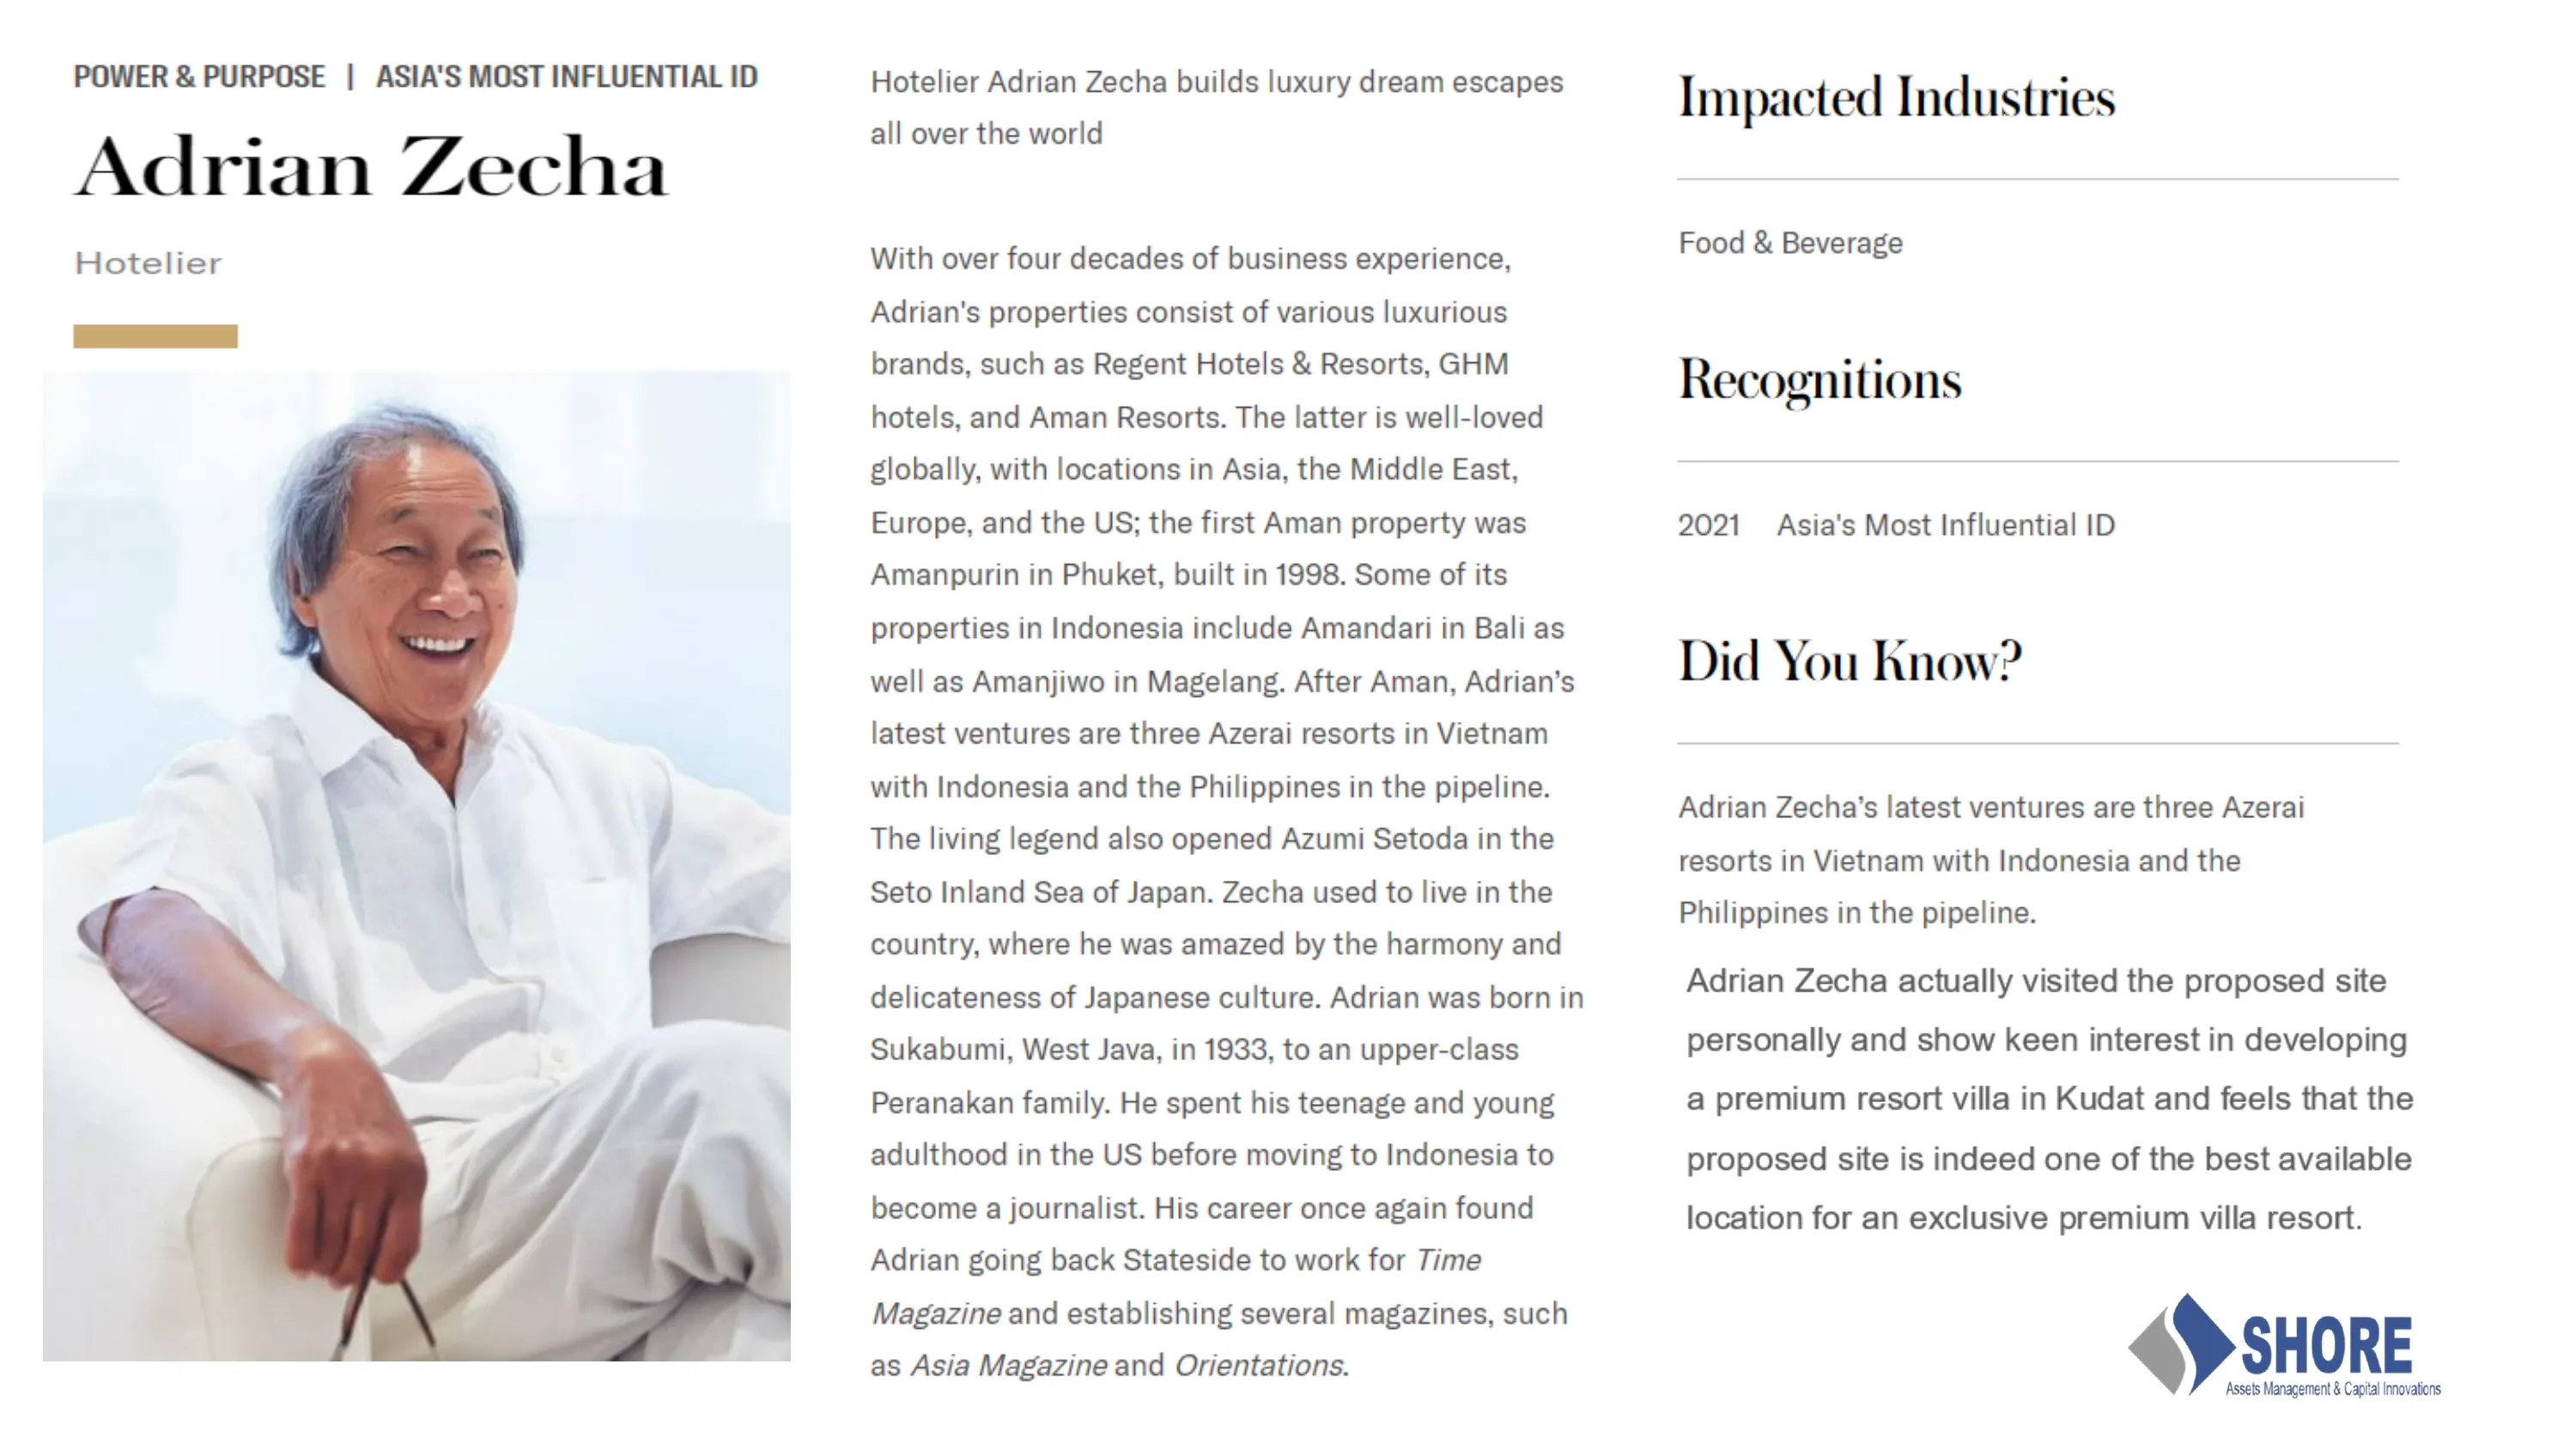 POWER & PURPOSE | ASIA'S MOST INFLUENTIAL ID
Adrian Zecha
Hotelier
Hotelier Adrian Zecha builds luxury dream escapes
all over the world
With over four decades of business experience,
Adrian's properties consist of various luxurious
brands, such as Regent Hotels & Resorts, GHM
hotels, and Aman Resorts. The latter is well-loved
globally, with locations in Asia, the Middle East,
Europe, and the US; the first Aman property was
Amanpurin in Phuket, built in 1998. Some of its
properties in Indonesia include Amandari in Bali as
well as Amanjiwo in Magelang. After Aman, Adrian’s
latest ventures are three Azerai resorts in Vietnam
with Indonesia and the Philippines in the pipeline.
The living legend also opened Azumi Setoda in the
Seto Inland Sea of Japan. Zecha used to live in the
country, where he was amazed by the harmony and
delicateness of Japanese culture. Adrian was born in
Sukabumi, West Java, in 1933, to an upper-class
Peranakan family. He spent his teenage and young
adulthood in the US before moving to Indonesia to
become a journalist. His career once again found
Adrian going back Stateside to work for Time
Magazine and establishing several magazines, such
as Asia Magazine and Orientations.
Impacted Industries
Food & Beverage
Recognitions
2021 Asia's Most Influential ID
Did You Know?
Adrian Zecha’s latest ventures are three Azerai
resorts in Vietnam with Indonesia and the
Philippines in the pipeline.
Adrian Zecha actually visited the proposed site
personally and show keen interest in developing
a premium resort villa in Kudat and feels that the
proposed site is indeed one of the best available
location for an exclusive premium villa resort.
SHORE
Assets Management & Capital Innovations